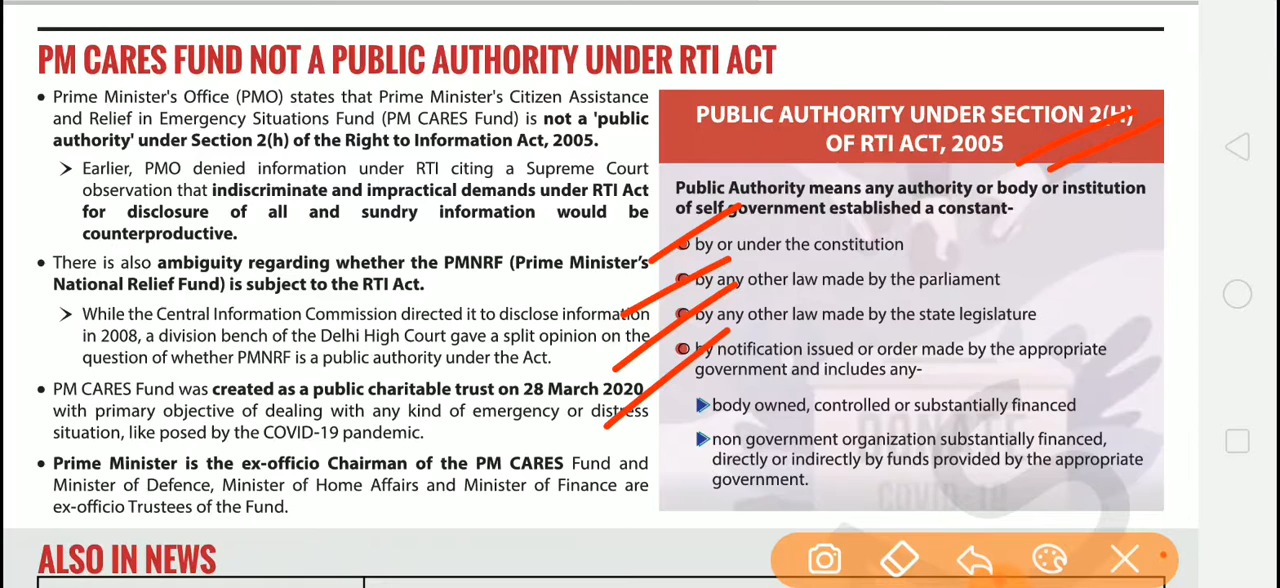 PM CARES FUND NOT A PUBLIC AUTHORITY UNDER RTI ACT
• Prime Minister's Office (PMO) states that Prime Minister's Citizen Assistance
and Relief in Emergency Situations Fund (PM CARES Fund) is not a 'public
authority' under Section 2(h) of the Right to Information Act, 2005.
➢ Earlier, PMO denied information under RTI citing a Supreme Court
observation that indiscriminate and impractical demands under RTI Act
for disclosure of all and sundry information would be
counterproductive.
• There is also ambiguity regarding whether the PMNRF (Prime Minister's
National Relief Fund) is subject to the RTI Act.
➢ While the Central Information Commission directed it to disclose information
in 2008, a division bench of the Delhi High Court gave a split opinion on the
question of whether PMNRF is a public authority under the Act.
• PM CARES Fund was created as a public charitable trust on 28 March 2020
with primary objective of dealing with any kind of emergency or distress
situation, like posed by the COVID-19 pandemic.
• Prime Minister is the ex-officio Chairman of the PM CARES Fund and
Minister of Defence, Minister of Home Affairs and Minister of Finance are
ex-officio Trustees of the Fund.
PUBLIC AUTHORITY UNDER SECTION 2(H)
OF RTI ACT, 2005
Public Authority means any authority or body or institution
of self government established a constant-
by or under the constitution
by any other law made by the parliament
by any other law made by the state legislature
by notification issued or order made by the appropriate
government and includes any-
body owned, controlled or substantially financed
non government organization substantially financed,
directly or indirectly by funds provided by the appropriate
government.
DONATE
COVID-19
ALSO IN NEWS